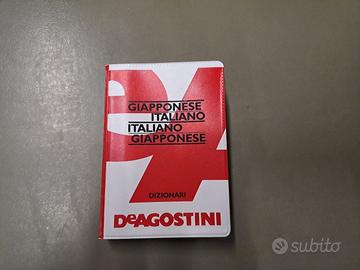 GIAPPONESE
ITALIANO
ITALIANO
GIAPPONESE
DIZIONARI
DEAGOSTINI
subito